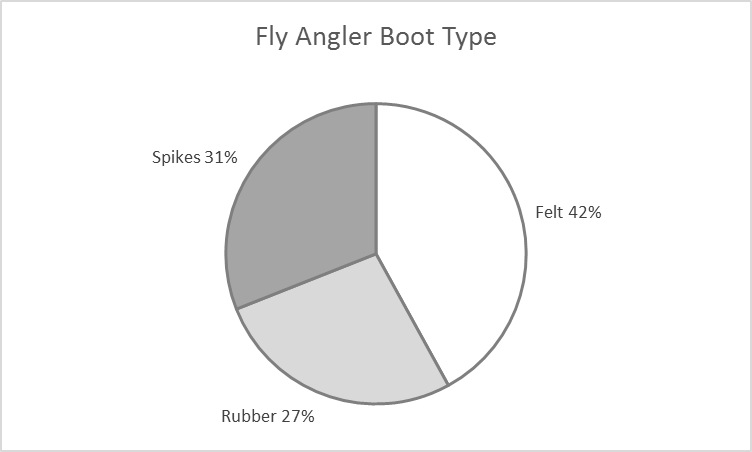 Fly Angler Boot Type
Spikes 31%
Felt 42%
Rubber 27%